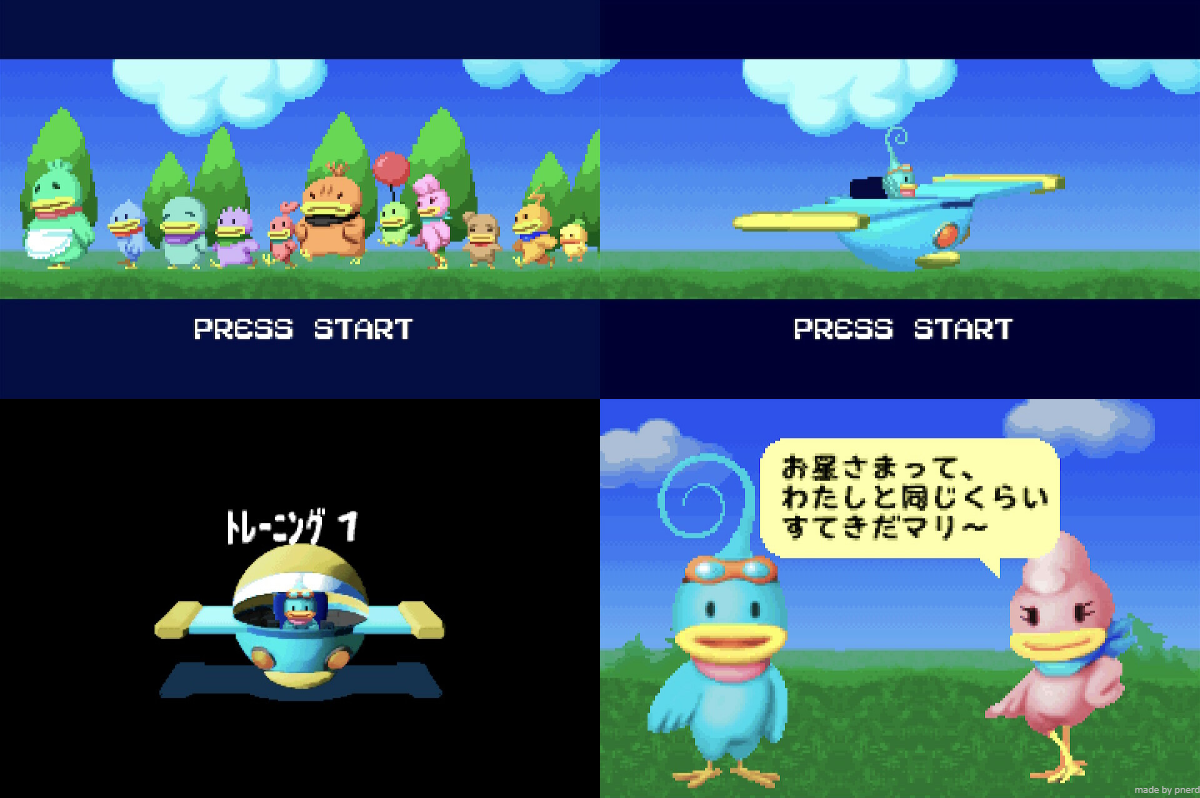 PRESS START
PRESS START
トレーニング 1
お星さまって、
わたしと同じくらい
すてきだマリ～
made by pnerd